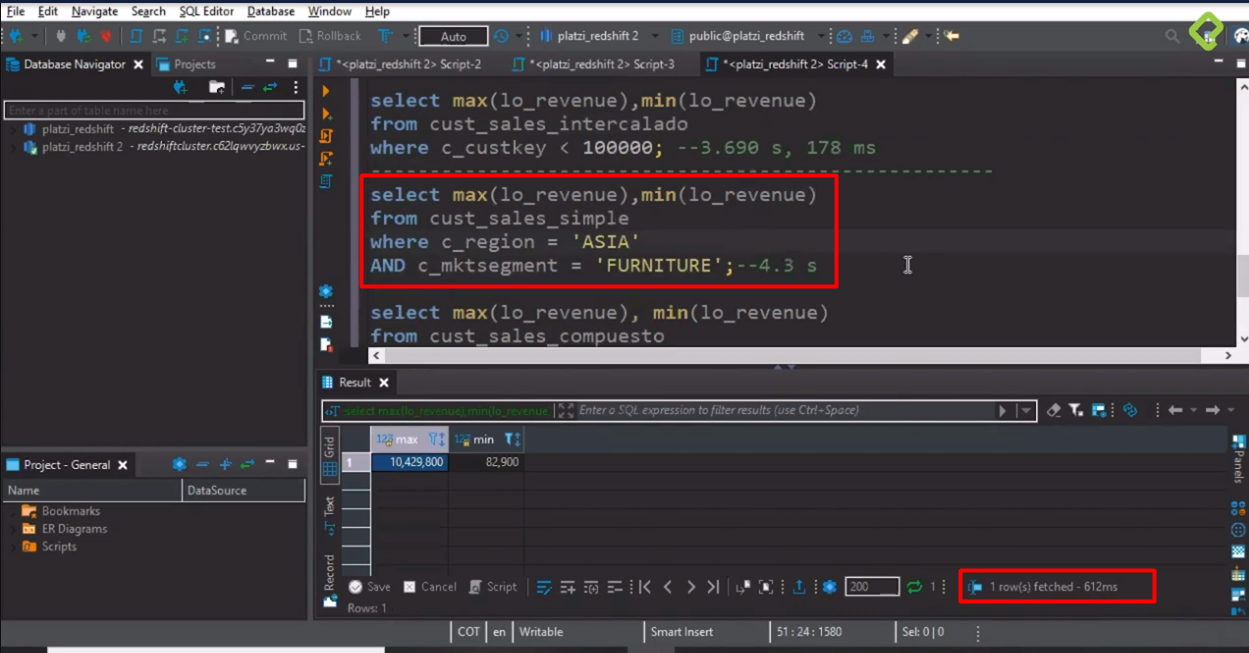 File Edit Navigate Search SQL Editor Database Window Help
Commit Rollback Auto platzi_redshift 2 public@platzi_redshift
Database Navigator Projects
*<platzi_redshift 2> Script-2 *<platzi_redshift 2> Script-3 *<platzi_redshift 2> Script-4
Enter a part of table name here
platzi_redshift - redshift-cluster-test.c5y37ya3wq0z
platzi_redshift 2 - redshiftcluster.c62lqwvyzbwx.us-
select max(lo_revenue),min(lo_revenue)
from cust_sales_intercalado
where c_custkey < 100000; --3.690 s, 178 ms
-----------------------------------------------------
select max(lo_revenue),min(lo_revenue)
from cust_sales_simple
where c_region = 'ASIA'
AND c_mktsegment = 'FURNITURE';--4.3 s
select max(lo_revenue), min(lo_revenue)
from cust_sales_compuesto
Result
select max(lo_revenue),min(lo_revenue Enter a SQL expression to filter results (use Ctrl+Space)
Grid
Text
Record
123 max 123 min
1 10,429,800 82,900
Panels
Project - General
Name DataSource
Bookmarks
ER Diagrams
Scripts
Save Cancel Script 200 1 1 row(s) fetched - 612ms
Rows: 1
COT en Writable Smart Insert 51 : 24 : 1580 Sel: 0 | 0